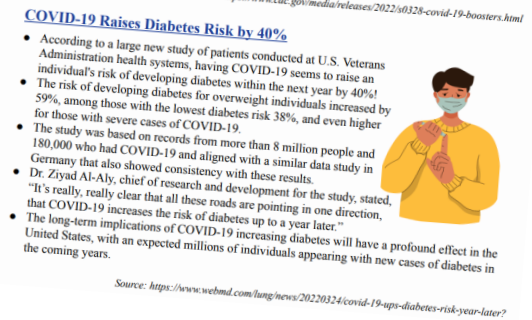 .gov/media/releases/2022/s0328-covid-19-boosters.html
COVID-19 Raises Diabetes Risk by 40%
● According to a large new study of patients conducted at U.S. Veterans
Administration health systems, having COVID-19 seems to raise an
individual's risk of developing diabetes within the next year by 40%!
● The risk of developing diabetes for overweight individuals increased by
59%, among those with the lowest diabetes risk 38%, and even higher
for those with severe cases of COVID-19.
● The study was based on records from more than 8 million people and
180,000 who had COVID-19 and aligned with a similar data study in
Germany that also showed consistency with these results.
● Dr. Ziyad Al-Aly, chief of research and development for the study, stated,
“It's really, really clear that all these roads are pointing in one direction,
that COVID-19 increases the risk of diabetes up to a year later.”
● The long-term implications of COVID-19 increasing diabetes will have a profound effect in the
United States, with an expected millions of individuals appearing with new cases of diabetes in
the coming years.
Source: https://www.webmd.com/lung/news/20220324/covid-19-ups-diabetes-risk-year-later?